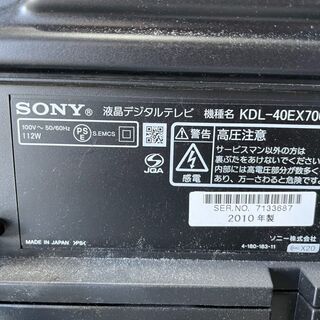 SONY® 液晶デジタルテレビ 機種名 KDL-40EX700
100V～ 50/60Hz
112W
PS
E
S.EMCS
JQA
警告 高圧注意
サービスマン以外の方は
裏ぶたをあけないでください。
内部には高電圧部分が数多く
あり、万一さわると危険です。
感電
SER.NO. 7133687
2010 年製
ソニー株式会社
MADE IN JAPAN >PS<
4-180-183-11
X20